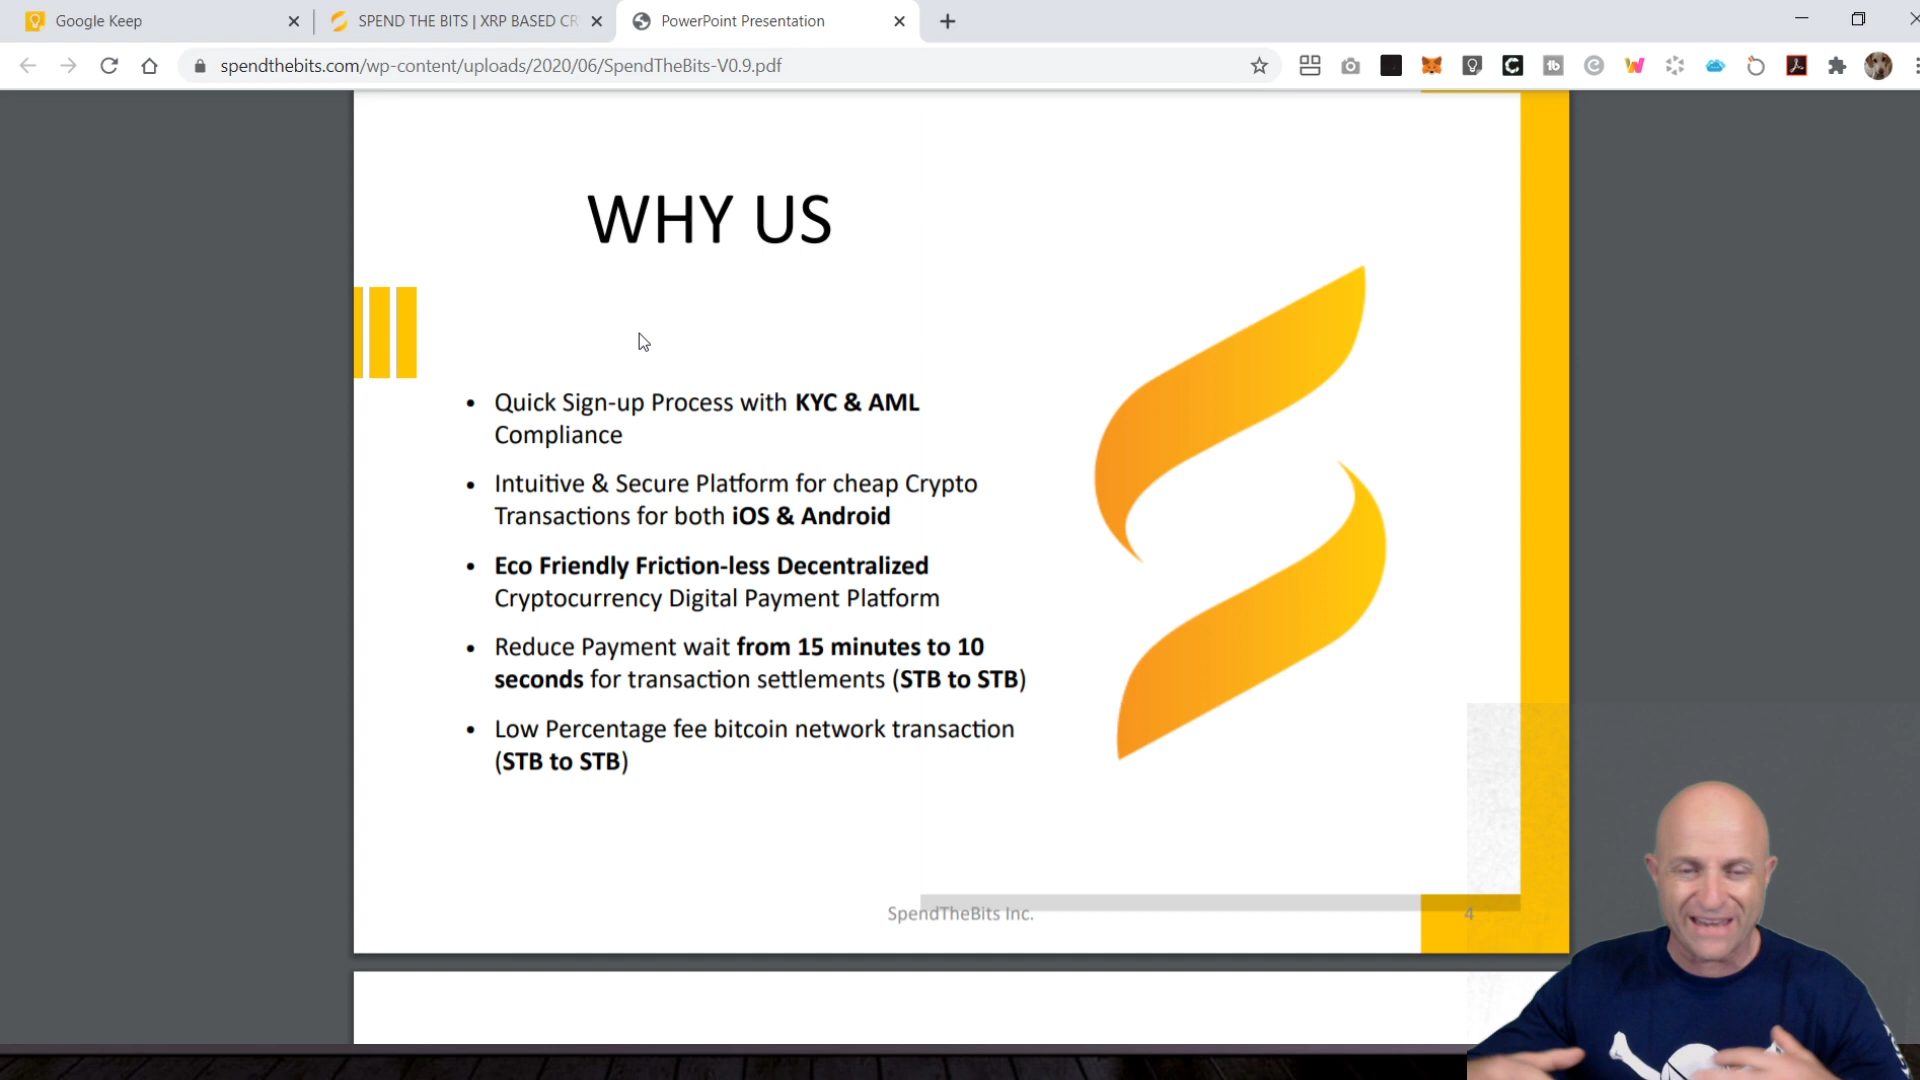 Google Keep
SPEND THE BITS | XRP BASED CR
PowerPoint Presentation
spendthebits.com/wp-content/uploads/2020/06/SpendTheBits-V0.9.pdf
WHY US
• Quick Sign-up Process with KYC & AML
Compliance
• Intuitive & Secure Platform for cheap Crypto
Transactions for both iOS & Android
• Eco Friendly Friction-less Decentralized
Cryptocurrency Digital Payment Platform
• Reduce Payment wait from 15 minutes to 10
seconds for transaction settlements (STB to STB)
• Low Percentage fee bitcoin network transaction
(STB to STB)
SpendTheBits Inc.
4